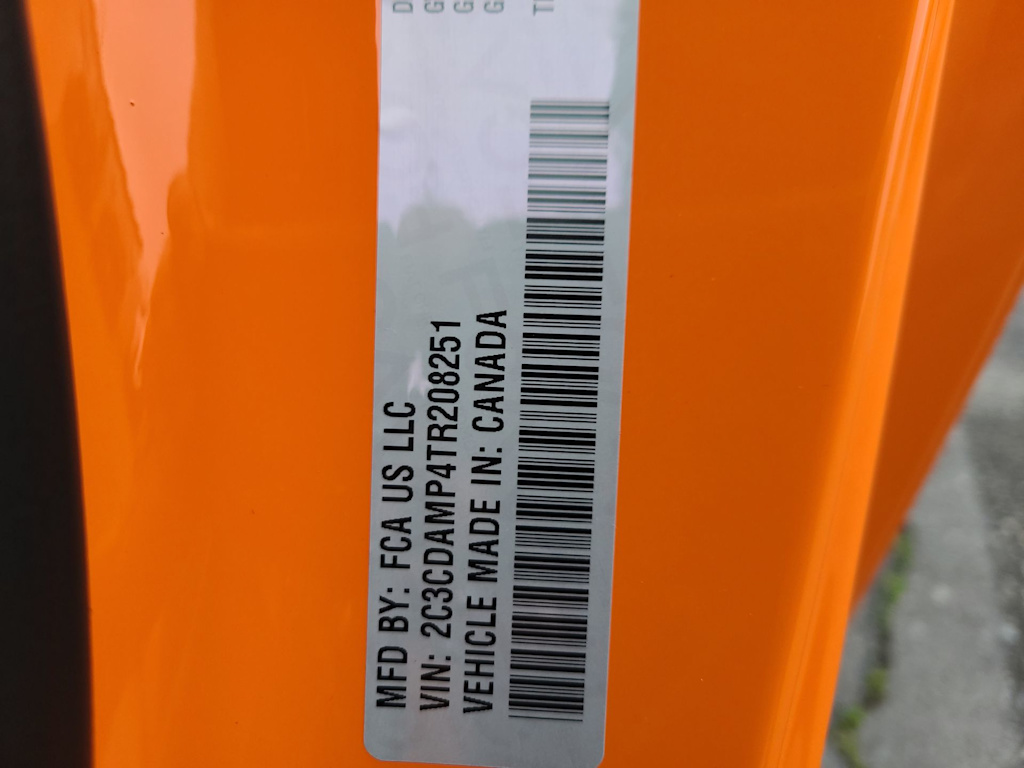 MFD BY: FCA US LLC
VIN: 2C3CDAMP4TR208251
VEHICLE MADE IN: CANADA